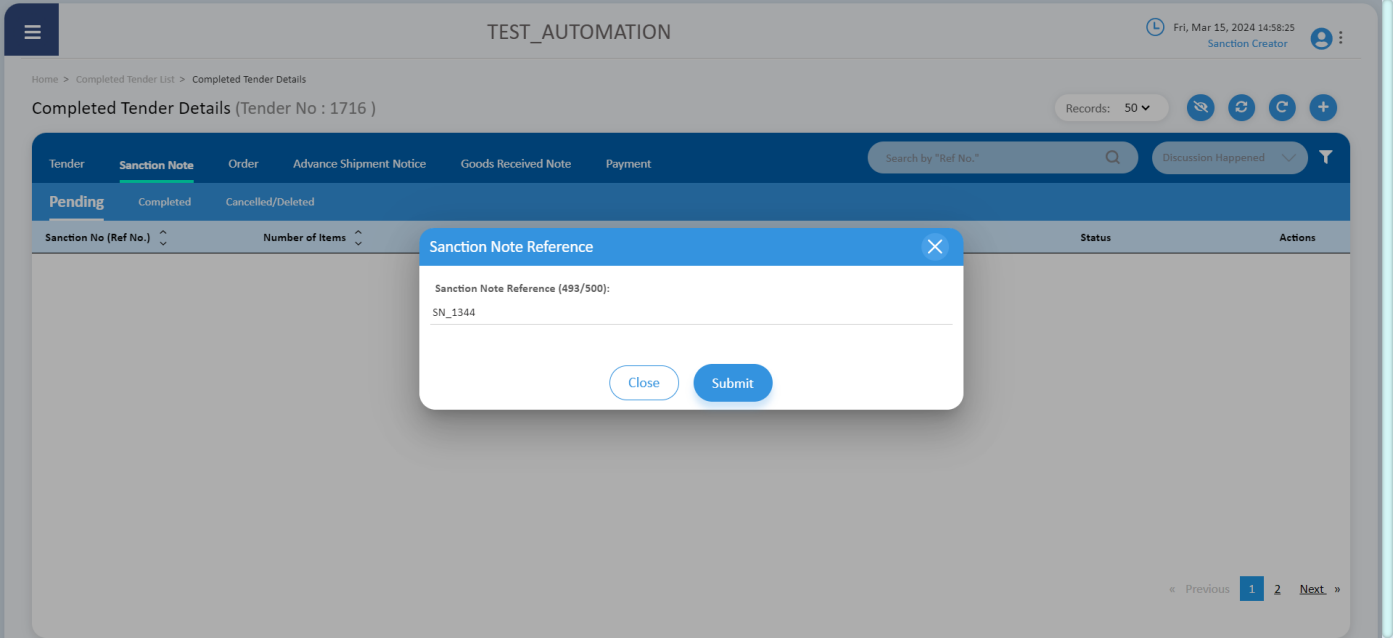 TEST_AUTOMATION
Fri, Mar 15, 2024 14:58:25
Sanction Creator
Home > Completed Tender List > Completed Tender Details
Completed Tender Details (Tender No : 1716 )
Records: 50
Tender Sanction Note Order Advance Shipment Notice Goods Received Note Payment
Search by "Ref No."
Discussion Happened
Pending Completed Cancelled/Deleted
Sanction No (Ref No.) Number of Items Status Actions
Sanction Note Reference
Sanction Note Reference (493/500):
SN_1344
Close Submit
« Previous 1 2 Next »